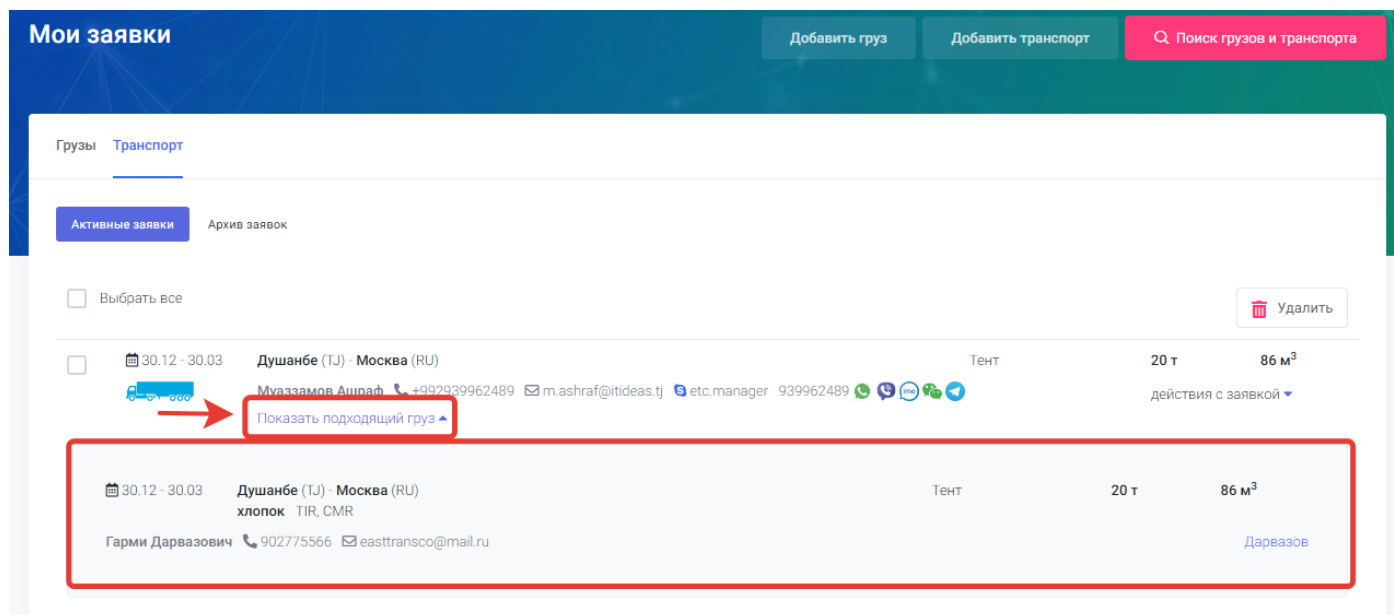 Мои заявки
Добавить груз
Добавить транспорт
Поиск грузов и транспорта
Грузы Транспорт
Активные заявки Архив заявок
Выбрать все
Удалить
30.12 - 30.03 Душанбе (TJ) - Москва (RU) Тент 20 т 86 м³
Муаззамов Ашраф +992939962489 m.ashraf@itideas.tj etc.manager 939962489 imo действия с заявкой
Показать подходящий груз
30.12 - 30.03 Душанбе (TJ) - Москва (RU) Тент 20 т 86 м³
хлопок TIR, CMR
Гарми Дарвазович 902775566 easttransco@mail.ru Дарвазов